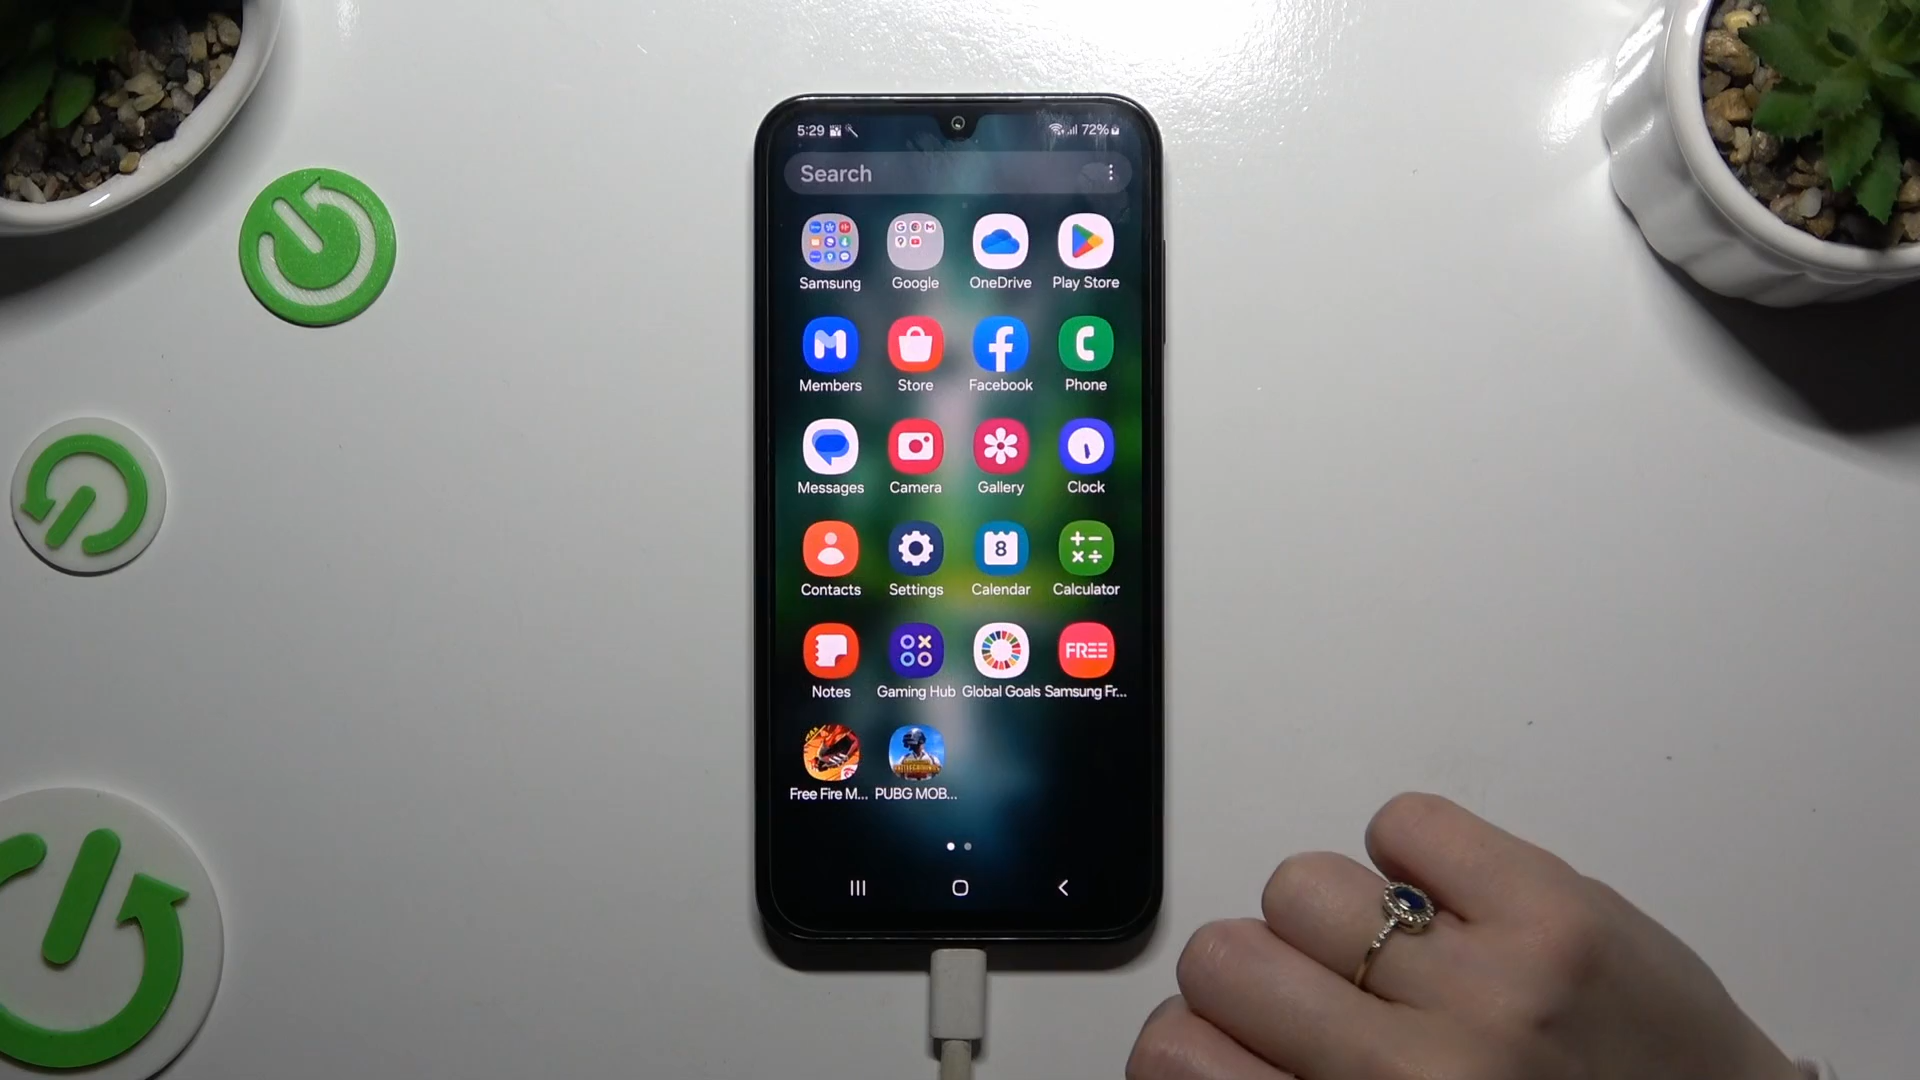 5:29 72%
Search
Samsung Google OneDrive Play Store
Members Store Facebook Phone
Messages Camera Gallery Clock
8
Contacts Settings Calendar Calculator
FREE
Notes Gaming Hub Global Goals Samsung Fr...
Free Fire M... PUBG MOB...